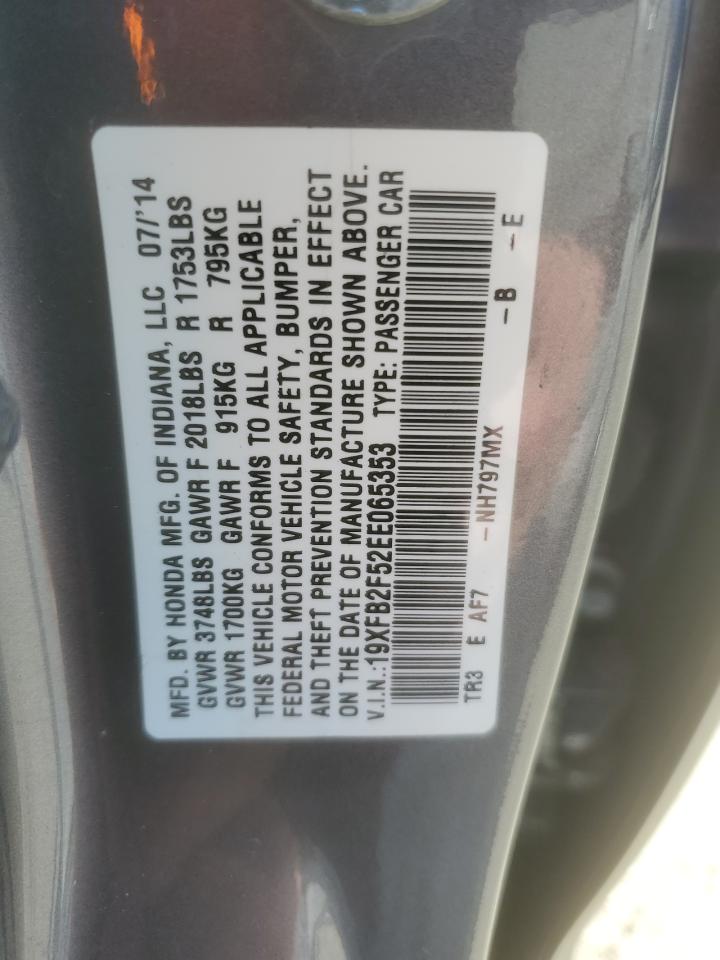 MFD. BY HONDA MFG. OF INDIANA, LLC 07/'14
GVWR 3748LBS GAWR F 2018LBS R 1753LBS
GVWR 1700KG GAWR F 915KG R 795KG
THIS VEHICLE CONFORMS TO ALL APPLICABLE
FEDERAL MOTOR VEHICLE SAFETY, BUMPER,
AND THEFT PREVENTION STANDARDS IN EFFECT
ON THE DATE OF MANUFACTURE SHOWN ABOVE.
V.I.N.:19XFB2F52EE065353 TYPE: PASSENGER CAR
TR3 E AF7 -NH797MX -B -E